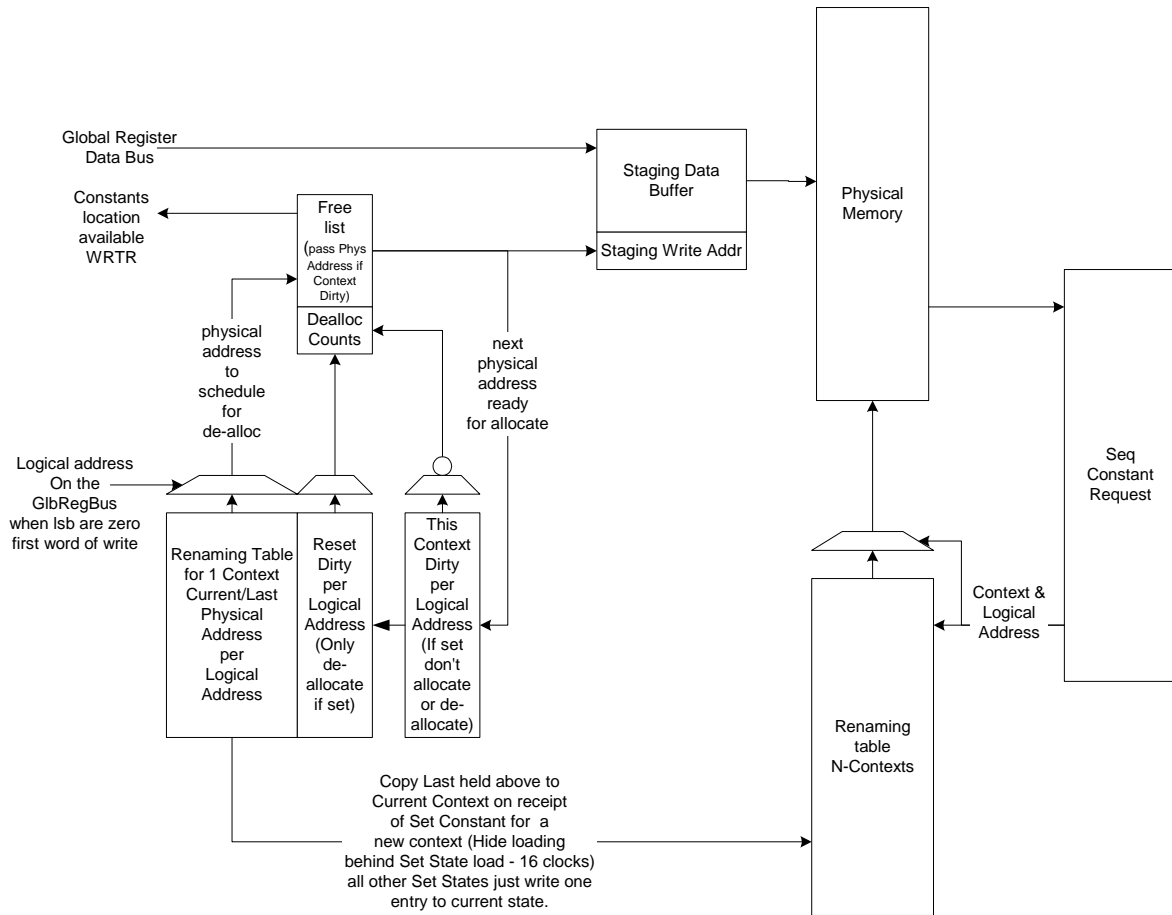 Global Register
Data Bus
Constants
location
available
WRTR
Free
list
(pass Phys
Address if
Context
Dirty)
Dealloc
Counts
Staging Data
Buffer
Staging Write Addr
Physical
Memory
physical
address
to
schedule
for
de-alloc
next
physical
address
ready
for allocate
Logical address
On the
GlbRegBus
when lsb are zero
first word of write
Renaming Table
for 1 Context
Current/Last
Physical
Address
per
Logical
Address
Reset
Dirty
per
Logical
Address
(Only
de-
allocate
if set)
This
Context
Dirty
per
Logical
Address
(If set
don't
allocate
or de-
allocate)
Seq
Constant
Request
Context &
Logical
Address
Renaming
table
N-Contexts
Copy Last held above to
Current Context on receipt
of Set Constant for a
new context (Hide loading
behind Set State load - 16 clocks)
all other Set States just write one
entry to current state.